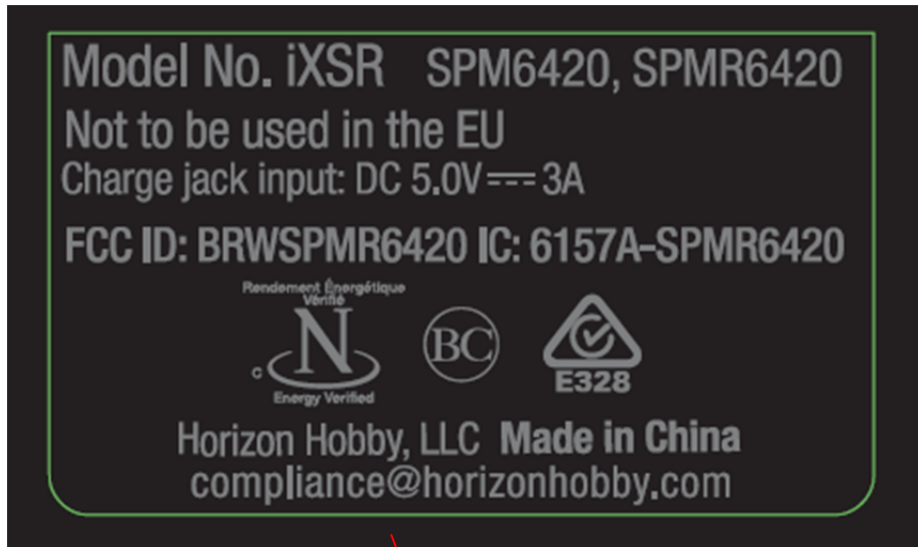 Model No. iXSR SPM6420, SPMR6420
Not to be used in the EU
Charge jack input: DC 5.0V⎓3A
FCC ID: BRWSPMR6420 IC: 6157A-SPMR6420
Rendement Énergétique
Vérifié
C N
Energy Verified
BC
E328
Horizon Hobby, LLC Made in China
compliance@horizonhobby.com